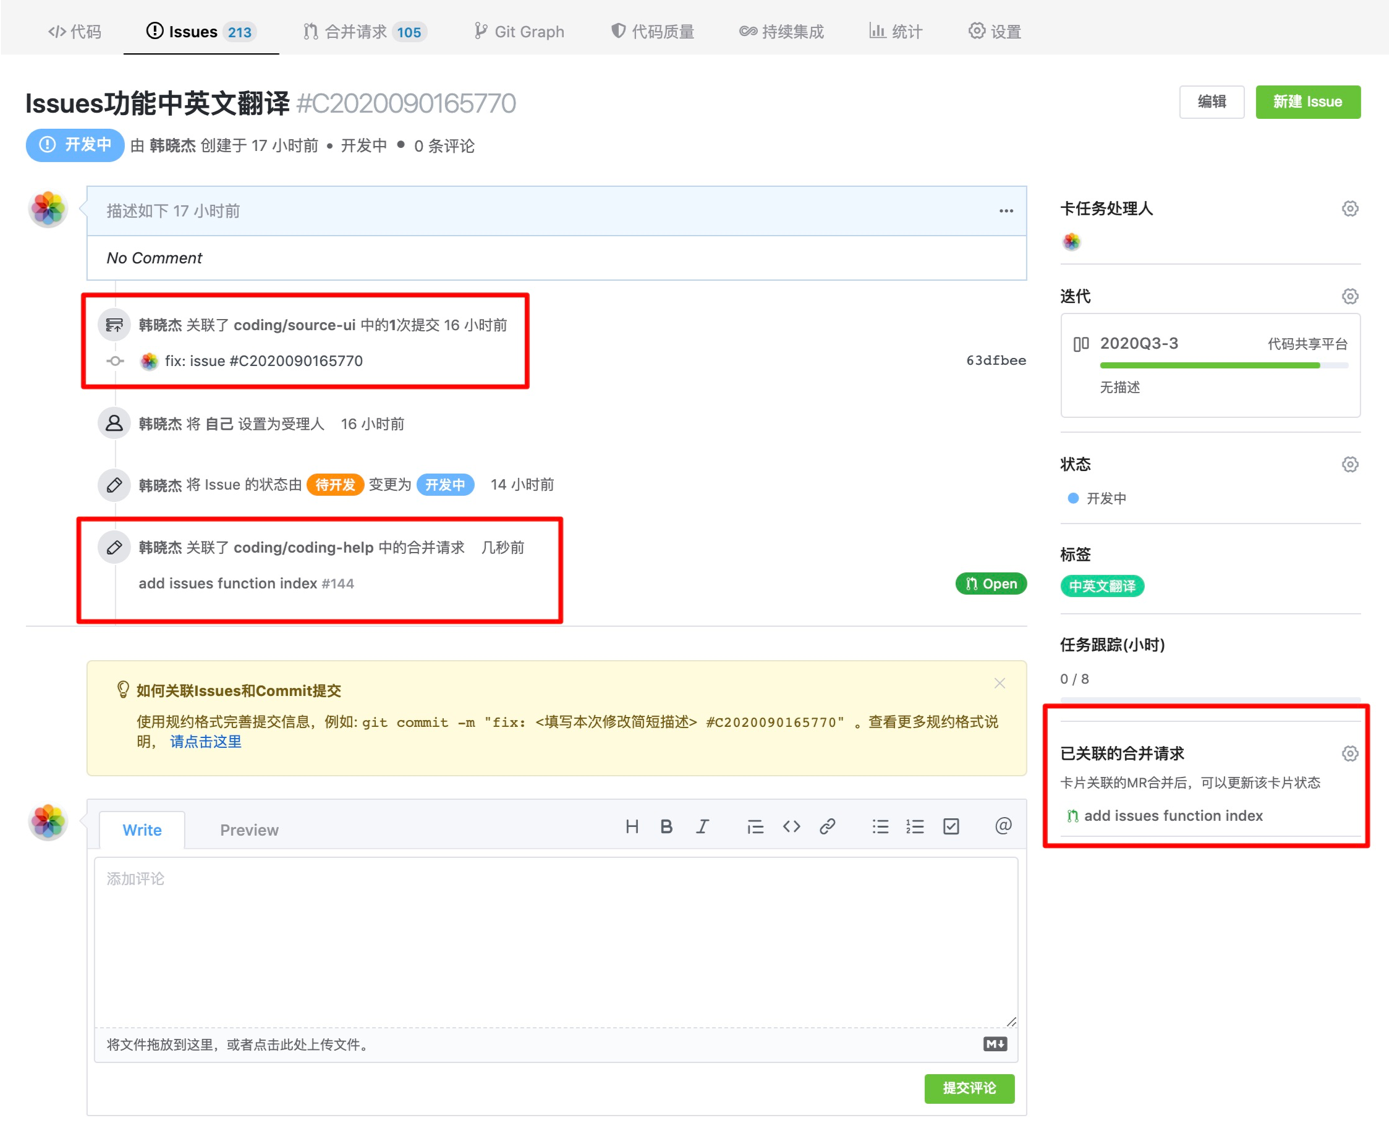 代码 Issues 213 合并请求 105 Git Graph 代码质量 持续集成 统计 设置
Issues功能中英文翻译 #C2020090165770
编辑 新建 Issue
开发中 由 韩晓杰 创建于 17 小时前 • 开发中 • 0 条评论
描述如下 17 小时前
No Comment
韩晓杰 关联了 coding/source-ui 中的1次提交 16 小时前
fix: issue #C2020090165770 63dfbee
韩晓杰 将 自己 设置为受理人 16 小时前
韩晓杰 将 Issue 的状态由 待开发 变更为 开发中 14 小时前
韩晓杰 关联了 coding/coding-help 中的合并请求 几秒前
add issues function index #144 Open
如何关联Issues和Commit提交
使用规约格式完善提交信息，例如: git commit -m "fix: <填写本次修改简短描述> #C2020090165770" 。查看更多规约格式说
明， 请点击这里
Write Preview H B I @
添加评论
将文件拖放到这里，或者点击此处上传文件。
M
提交评论
卡任务处理人
迭代
2020Q3-3 代码共享平台
无描述
状态
开发中
标签
中英文翻译
任务跟踪(小时)
0 / 8
已关联的合并请求
卡片关联的MR合并后，可以更新该卡片状态
add issues function index